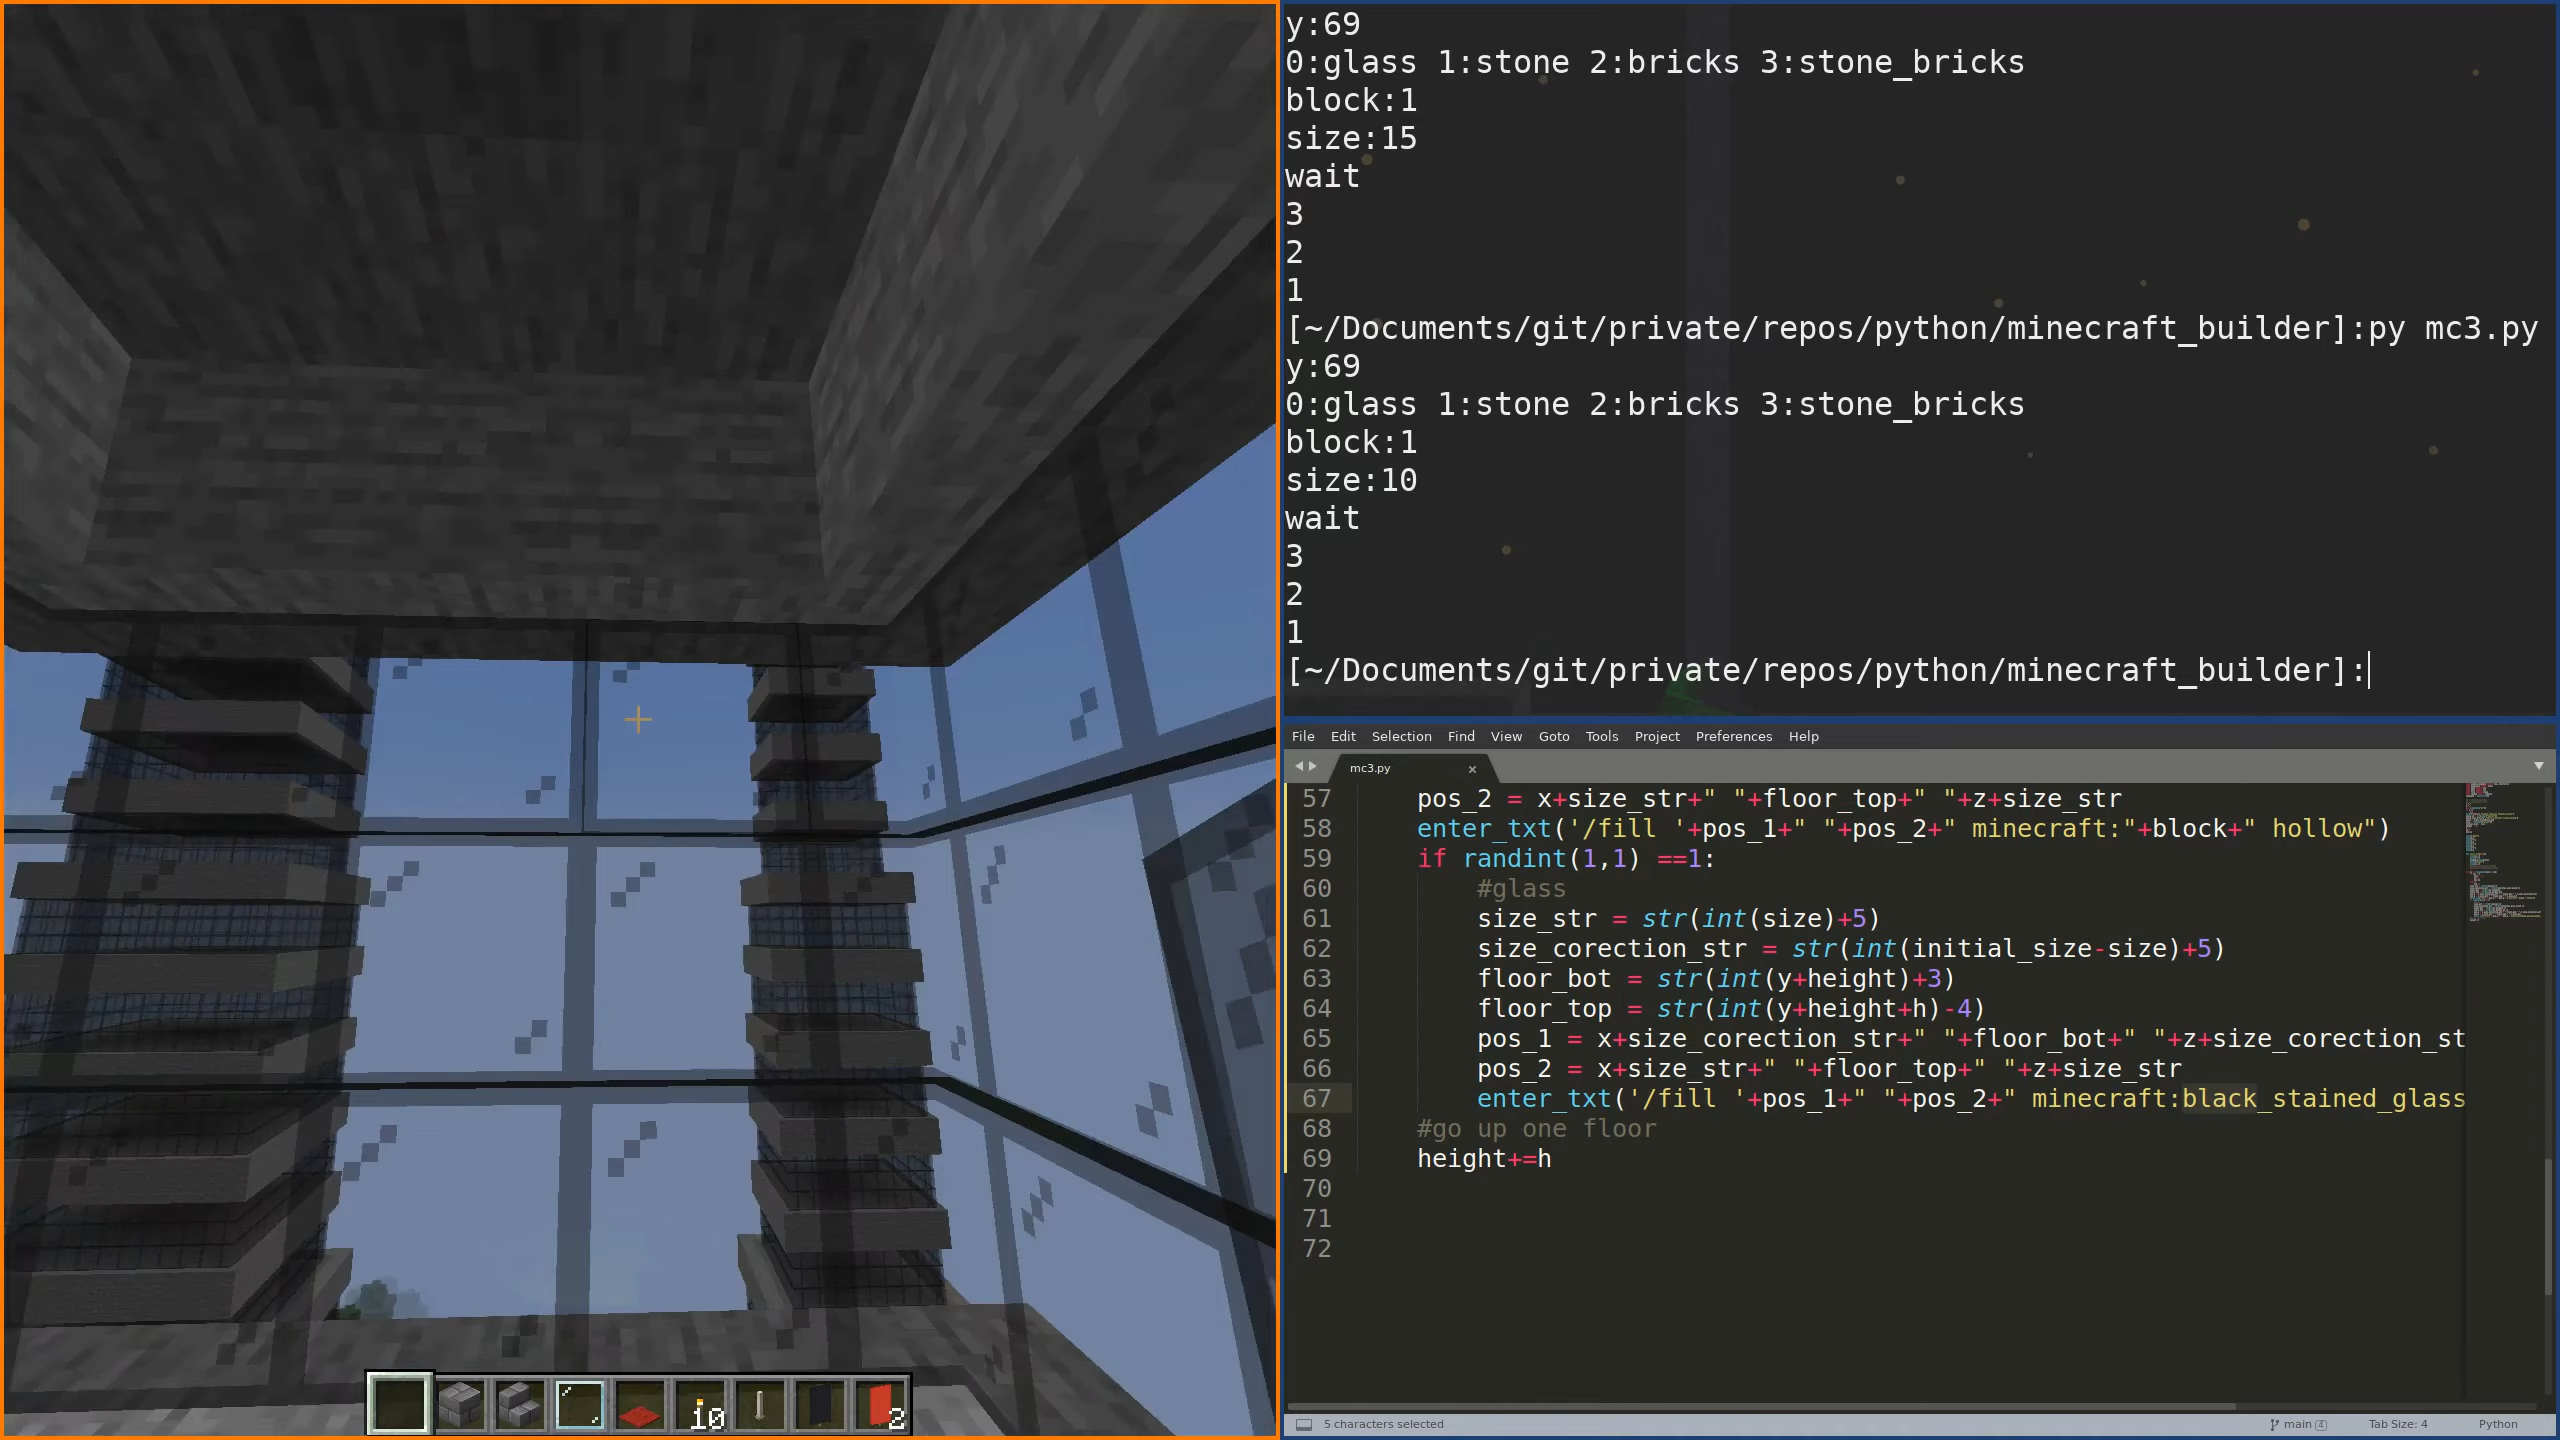 y:69
0:glass 1:stone 2:bricks 3:stone_bricks
block:1
size:15
wait
3
2
1
[~/Documents/git/private/repos/python/minecraft_builder]:py mc3.py
y:69
0:glass 1:stone 2:bricks 3:stone_bricks
block:1
size:10
wait
3
2
1
[~/Documents/git/private/repos/python/minecraft_builder]:
File Edit Selection Find View Goto Tools Project Preferences Help
mc3.py
57 pos_2 = x+size_str+" "+floor_top+" "+z+size_str
58 enter_txt('/fill '+pos_1+" "+pos_2+" minecraft:"+block+" hollow")
59 if randint(1,1) ==1:
60 #glass
61 size_str = str(int(size)+5)
62 size_corection_str = str(int(initial_size-size)+5)
63 floor_bot = str(int(y+height)+3)
64 floor_top = str(int(y+height+h)-4)
65 pos_1 = x+size_corection_str+" "+floor_bot+" "+z+size_corection_st
66 pos_2 = x+size_str+" "+floor_top+" "+z+size_str
67 enter_txt('/fill '+pos_1+" "+pos_2+" minecraft:black_stained_glass
68 #go up one floor
69 height+=h
70
71
72
10 2
5 characters selected main 4 Tab Size: 4 Python